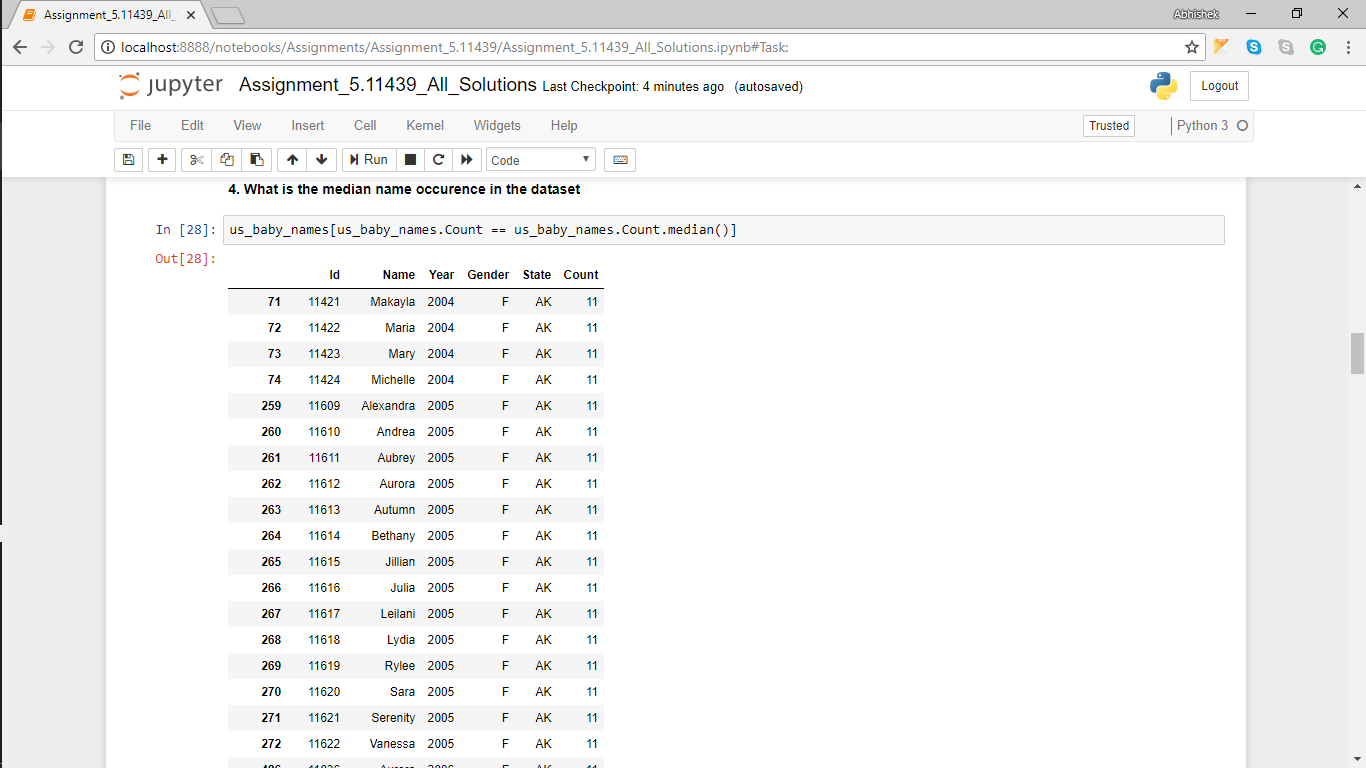 Assignment_5.11439_All_
Abhishek
localhost:8888/notebooks/Assignments/Assignment_5.11439/Assignment_5.11439_All_Solutions.ipynb#Task:
jupyter Assignment_5.11439_All_Solutions Last Checkpoint: 4 minutes ago (autosaved)
Logout
File Edit View Insert Cell Kernel Widgets Help
Trusted
Python 3
Run
Code
4. What is the median name occurence in the dataset
In [28]: us_baby_names[us_baby_names.Count == us_baby_names.Count.median()]
Out[28]:
Id Name Year Gender State Count
71 11421 Makayla 2004 F AK 11
72 11422 Maria 2004 F AK 11
73 11423 Mary 2004 F AK 11
74 11424 Michelle 2004 F AK 11
259 11609 Alexandra 2005 F AK 11
260 11610 Andrea 2005 F AK 11
261 11611 Aubrey 2005 F AK 11
262 11612 Aurora 2005 F AK 11
263 11613 Autumn 2005 F AK 11
264 11614 Bethany 2005 F AK 11
265 11615 Jillian 2005 F AK 11
266 11616 Julia 2005 F AK 11
267 11617 Leilani 2005 F AK 11
268 11618 Lydia 2005 F AK 11
269 11619 Rylee 2005 F AK 11
270 11620 Sara 2005 F AK 11
271 11621 Serenity 2005 F AK 11
272 11622 Vanessa 2005 F AK 11